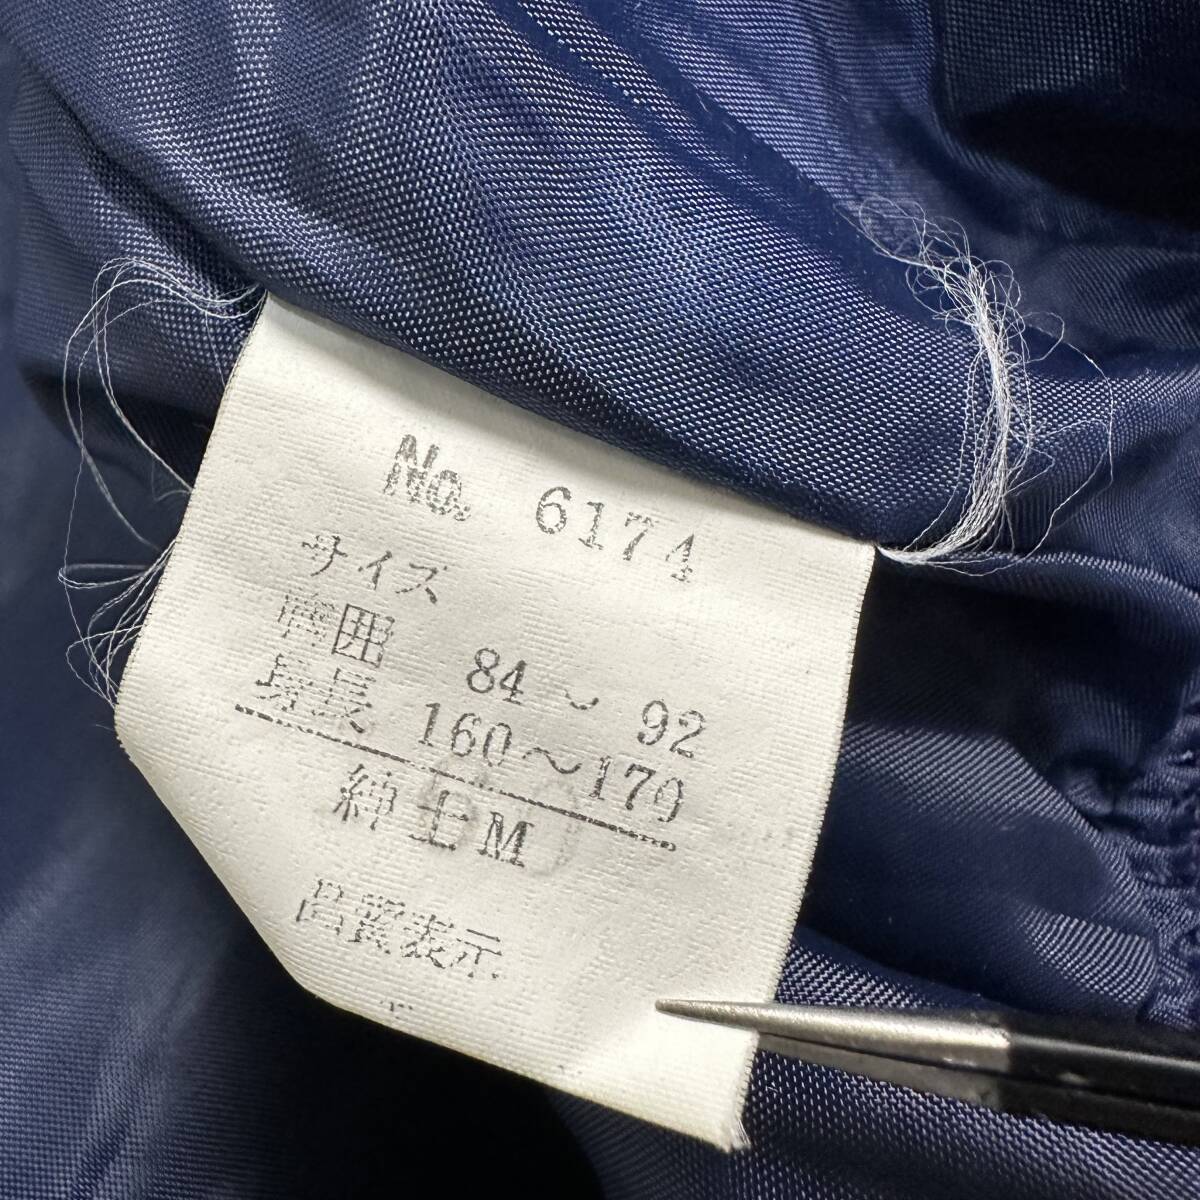 No. 6174
サイズ
胸囲 84~92
身長 160~170
紳士M
品質表示